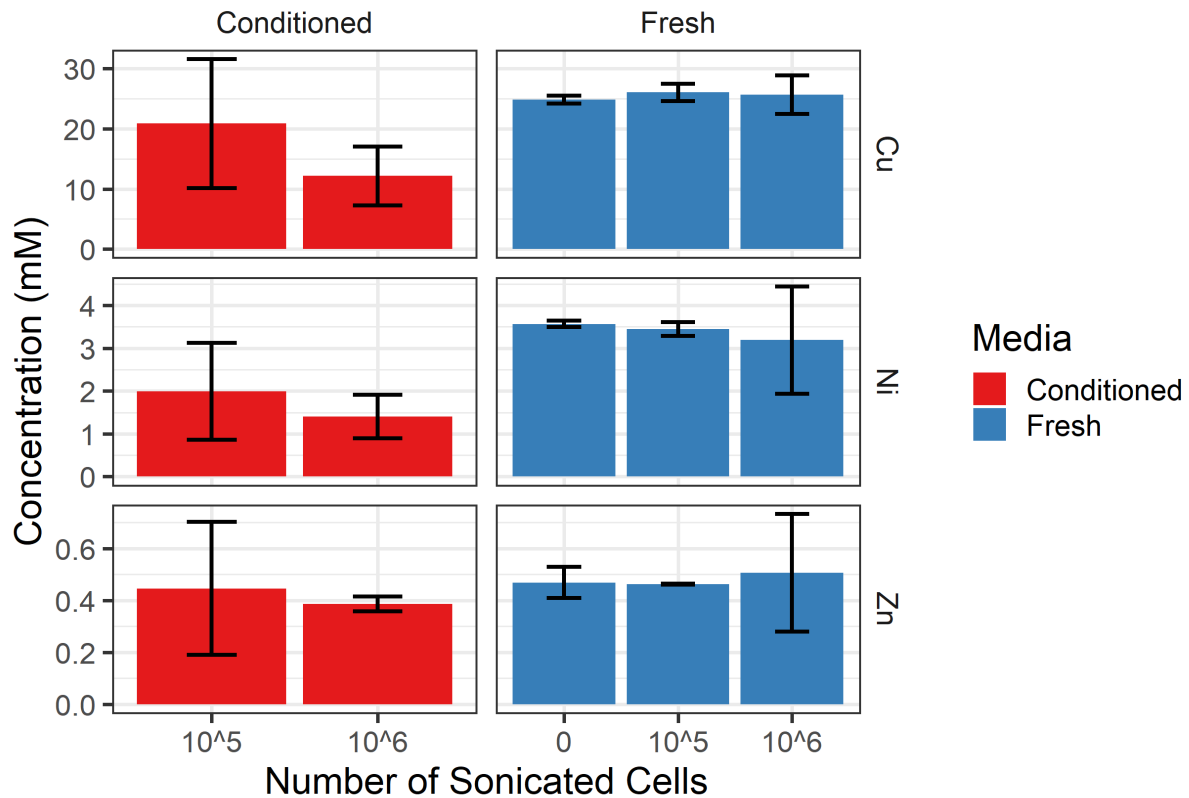 Conditioned
Fresh
Concentration (mM)
30
20
10
0
Cu
4
3
2
1
0
Ni
0.6
0.4
0.2
0.0
Zn
10^5
10^6
0
10^5
10^6
Number of Sonicated Cells
Media
Conditioned
Fresh